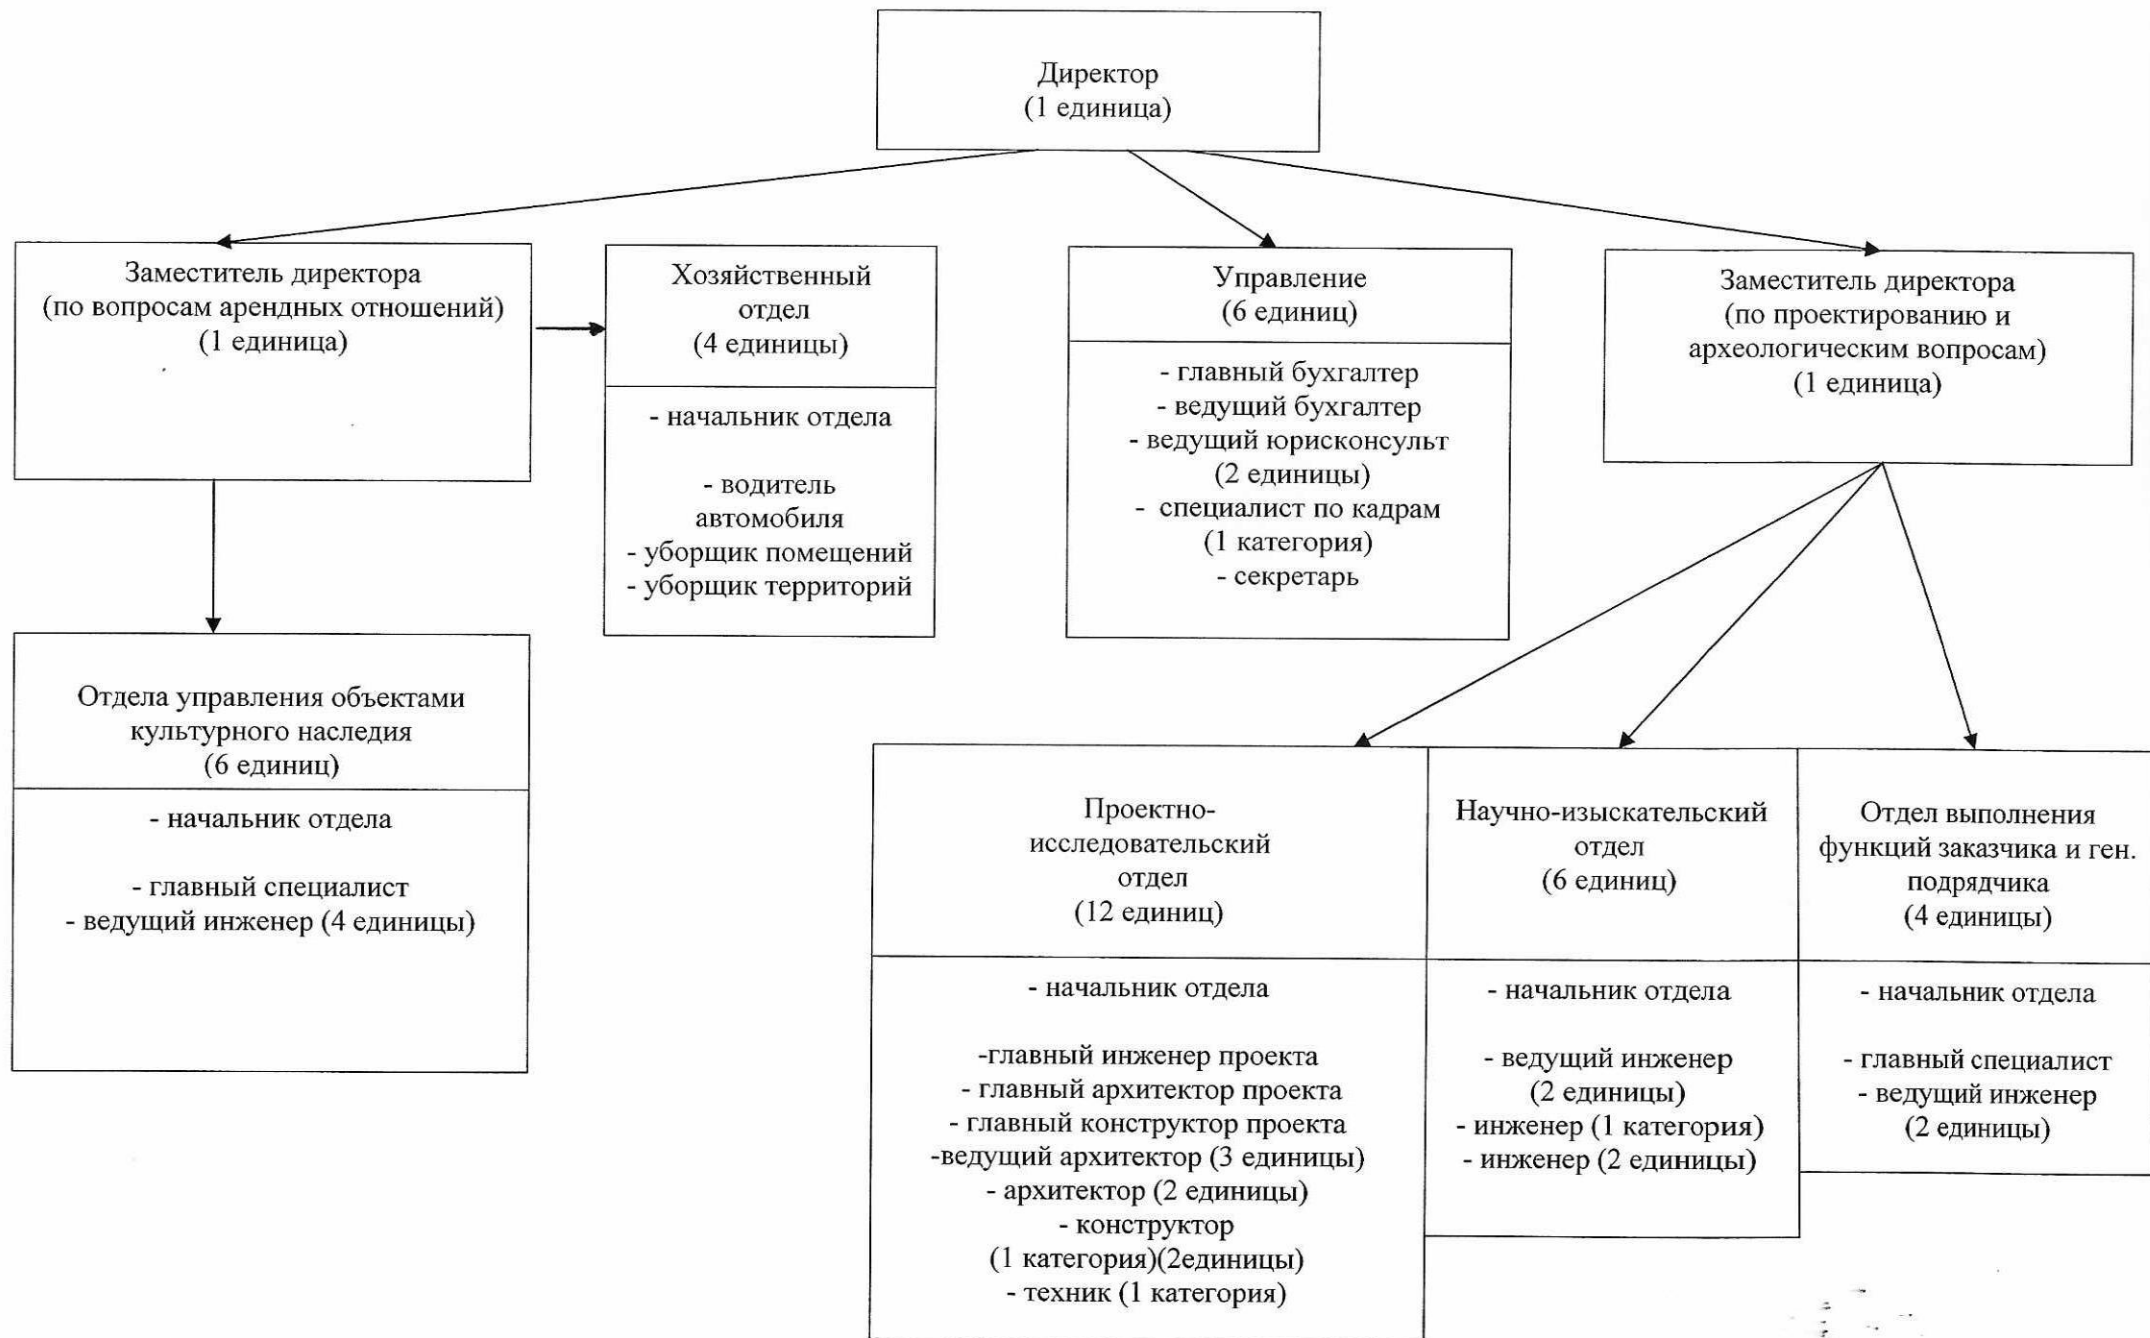 Директор
(1 единица)
Заместитель директора
(по вопросам арендных отношений)
(1 единица)
Хозяйственный
отдел
(4 единицы)
- начальник отдела
- водитель
автомобиля
- уборщик помещений
- уборщик территорий
Управление
(6 единиц)
- главный бухгалтер
- ведущий бухгалтер
- ведущий юрисконсульт
(2 единицы)
- специалист по кадрам
(1 категория)
- секретарь
Заместитель директора
(по проектированию и
археологическим вопросам)
(1 единица)
Отдела управления объектами
культурного наследия
(6 единиц)
- начальник отдела
- главный специалист
- ведущий инженер (4 единицы)
Проектно-
исследовательский
отдел
(12 единиц)
- начальник отдела
-главный инженер проекта
- главный архитектор проекта
- главный конструктор проекта
-ведущий архитектор (3 единицы)
- архитектор (2 единицы)
- конструктор
(1 категория)(2единицы)
- техник (1 категория)
Научно-изыскательский
отдел
(6 единиц)
- начальник отдела
- ведущий инженер
(2 единицы)
- инженер (1 категория)
- инженер (2 единицы)
Отдел выполнения
функций заказчика и ген.
подрядчика
(4 единицы)
- начальник отдела
- главный специалист
- ведущий инженер
(2 единицы)